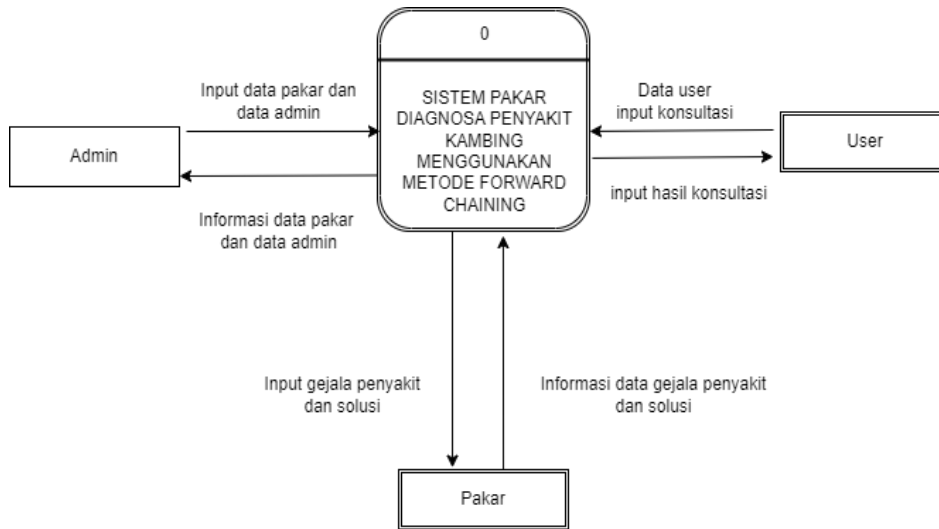 0
SISTEM PAKAR
DIAGNOSA PENYAKIT
KAMBING
MENGGUNAKAN
METODE FORWARD
CHAINING
Input data pakar dan
data admin
Admin
Informasi data pakar
dan data admin
Data user
input konsultasi
User
input hasil konsultasi
Input gejala penyakit
dan solusi
Informasi data gejala penyakit
dan solusi
Pakar